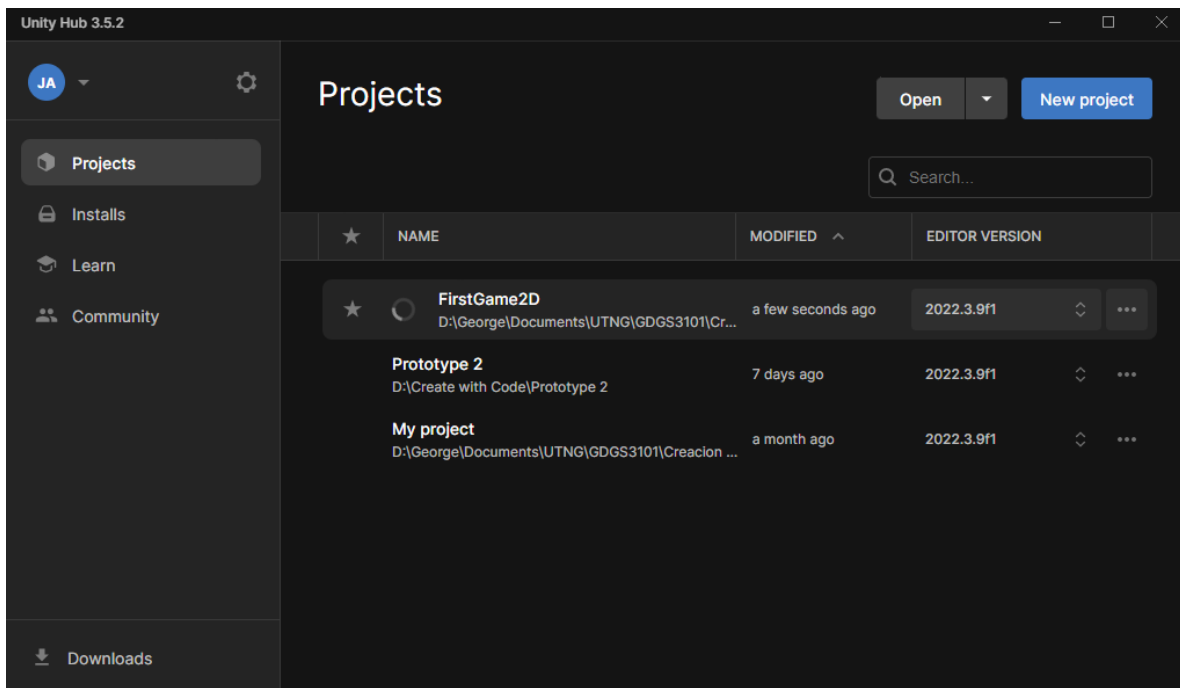 Unity Hub 3.5.2
JA
Projects
Installs
Learn
Community
Downloads
Projects
Open
New project
Search...
NAME MODIFIED EDITOR VERSION
FirstGame2D
D:\George\Documents\UTNG\GDGS3101\Cr...
a few seconds ago
2022.3.9f1
Prototype 2
D:\Create with Code\Prototype 2
7 days ago
2022.3.9f1
My project
D:\George\Documents\UTNG\GDGS3101\Creacion ...
a month ago
2022.3.9f1